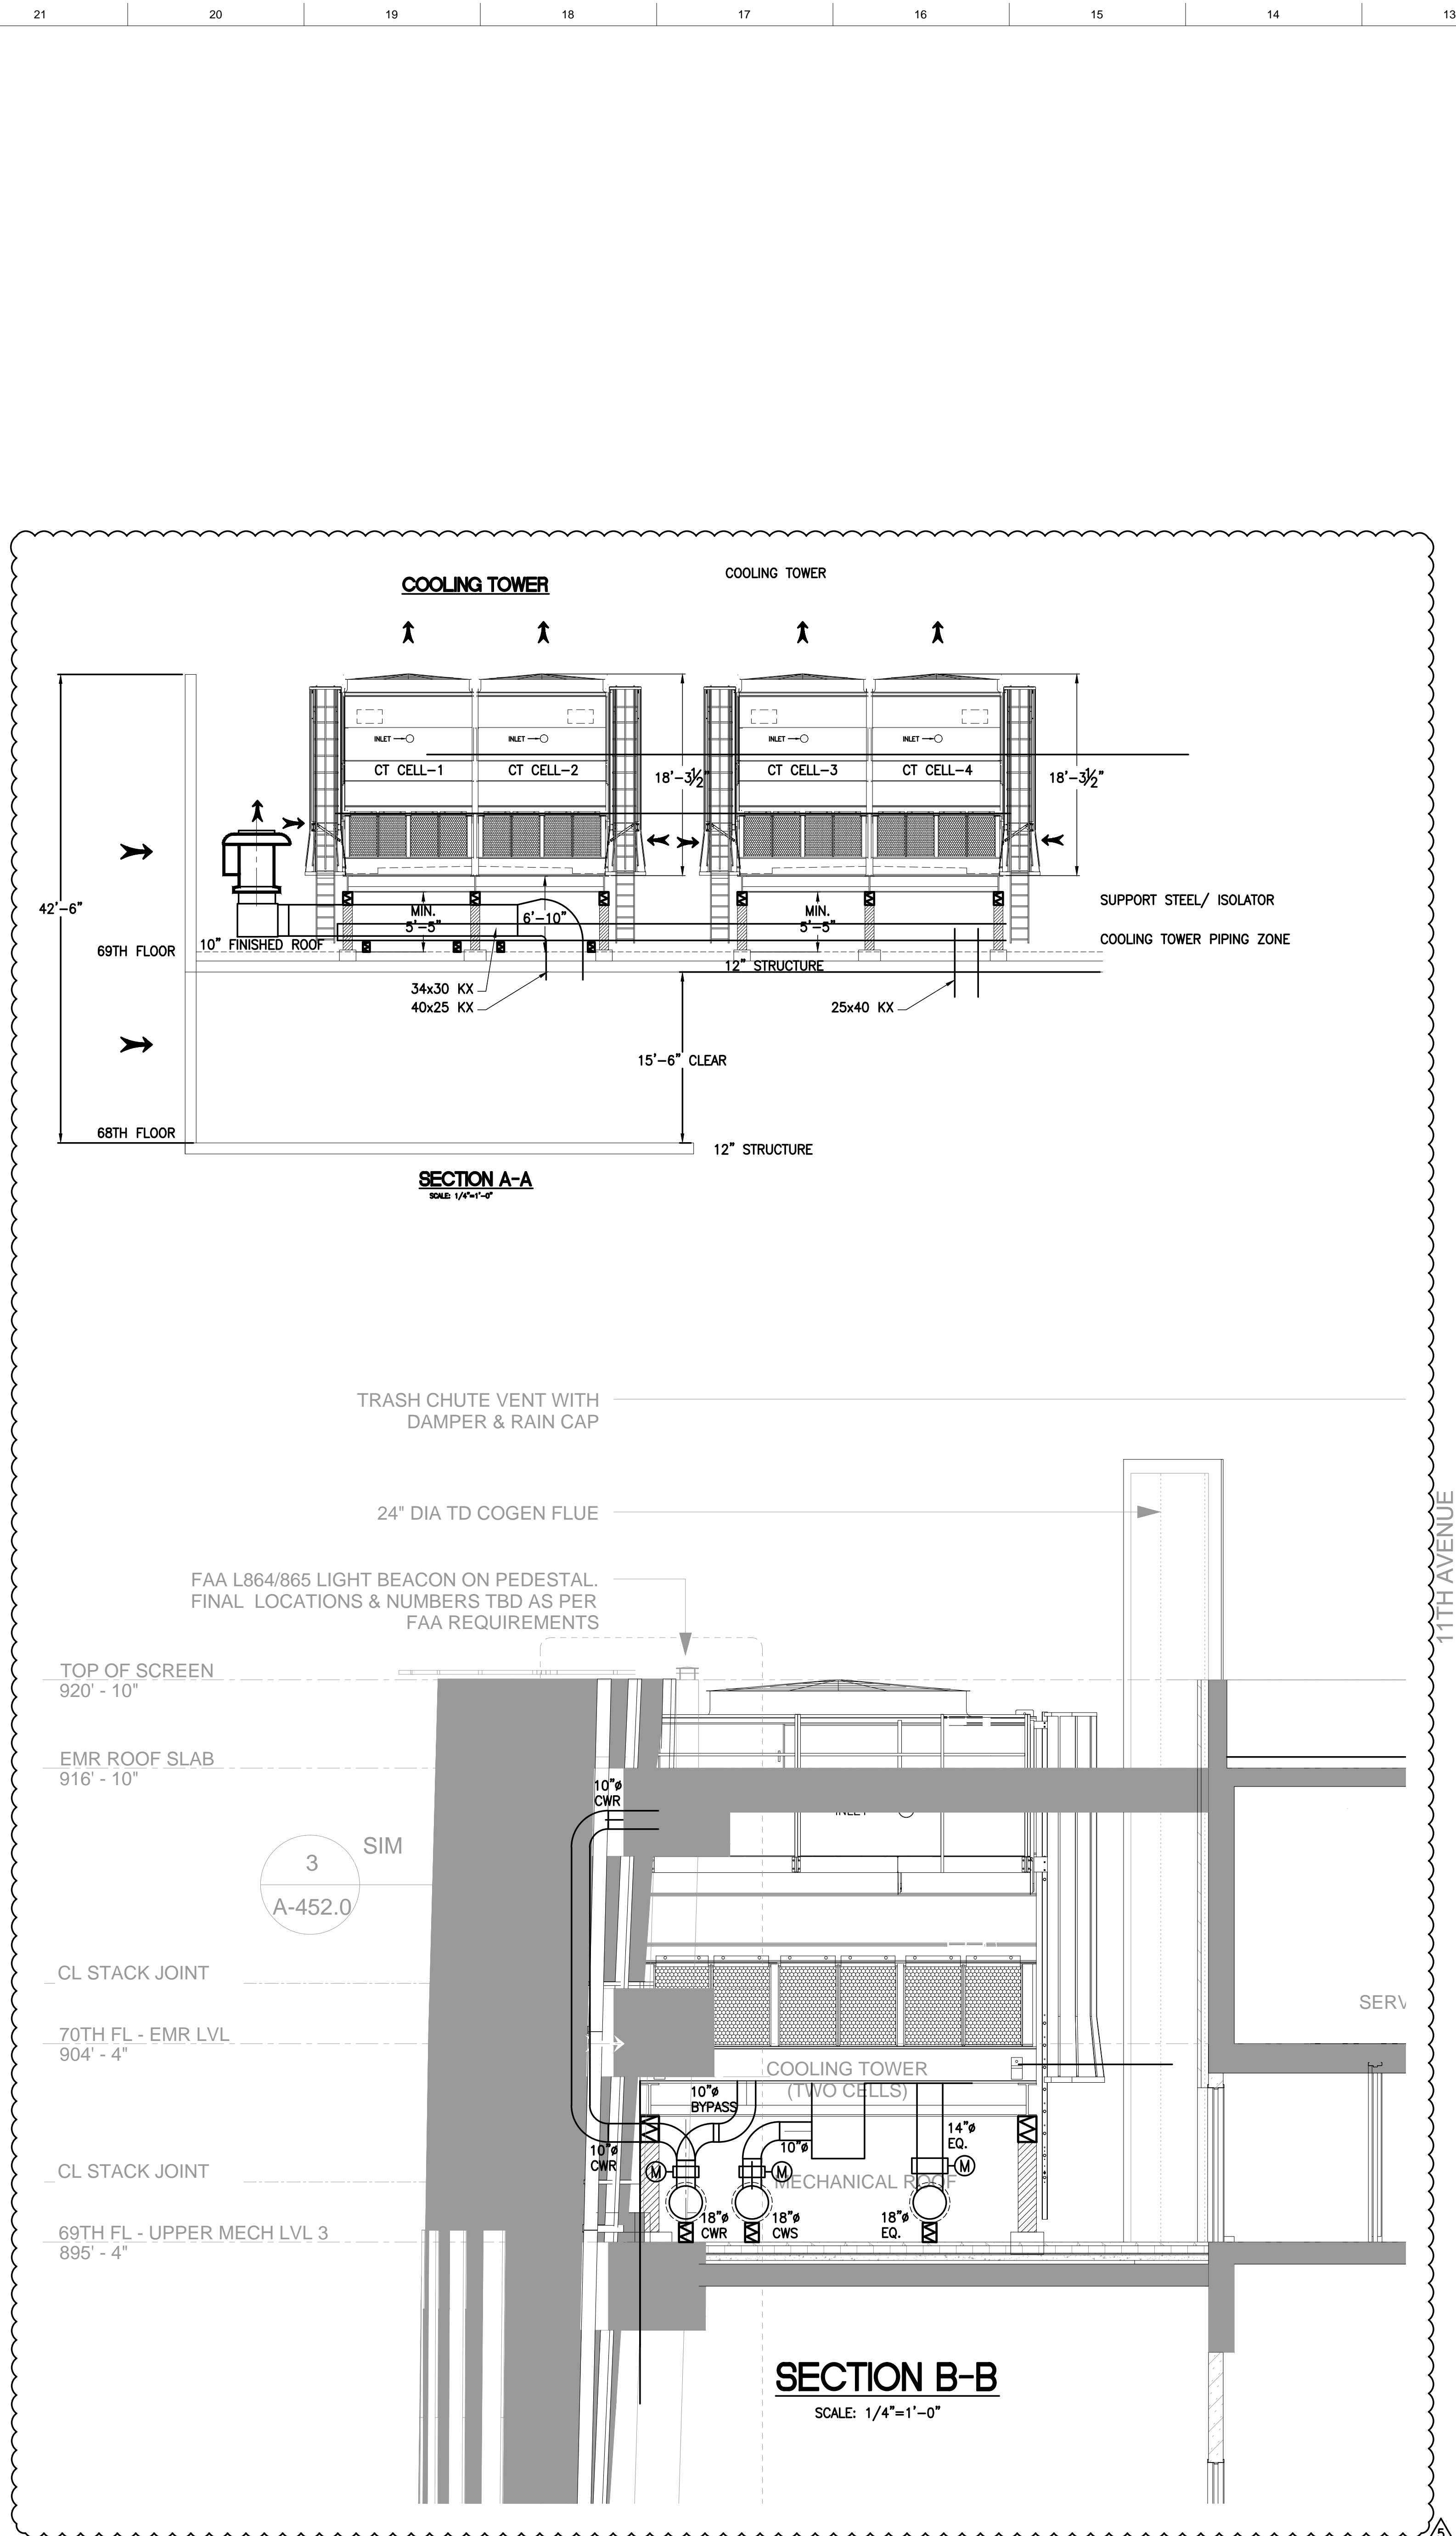 21 20 19 18 17 16 15 14 13
COOLING TOWER
COOLING TOWER
INLET
INLET
INLET
INLET
CT CELL-1
CT CELL-2
18'-3½"
CT CELL-3
CT CELL-4
18'-3½"
42'-6"
MIN.
5'-5"
6'-10"
MIN.
5'-5"
SUPPORT STEEL/ ISOLATOR
COOLING TOWER PIPING ZONE
69TH FLOOR
10" FINISHED ROOF
12" STRUCTURE
34x30 KX
40x25 KX
25x40 KX
15'-6" CLEAR
68TH FLOOR
12" STRUCTURE
SECTION A-A
SCALE: 1/4"=1'-0"
TRASH CHUTE VENT WITH
DAMPER & RAIN CAP
24" DIA TD COGEN FLUE
11TH AVENUE
FAA L864/865 LIGHT BEACON ON PEDESTAL.
FINAL LOCATIONS & NUMBERS TBD AS PER
FAA REQUIREMENTS
TOP OF SCREEN
920' - 10"
EMR ROOF SLAB
916' - 10"
10"ø
CWR
SIM
3
A-452.0
CL STACK JOINT
SERV
70TH FL - EMR LVL
904' - 4"
COOLING TOWER
(TWO CELLS)
10"ø
BYPASS
14"ø
EQ.
10"ø
CWR
10"ø
M
M
M
MECHANICAL ROOF
CL STACK JOINT
18"ø
CWR
18"ø
CWS
18"ø
EQ.
69TH FL - UPPER MECH LVL 3
895' - 4"
SECTION B-B
SCALE: 1/4"=1'-0"